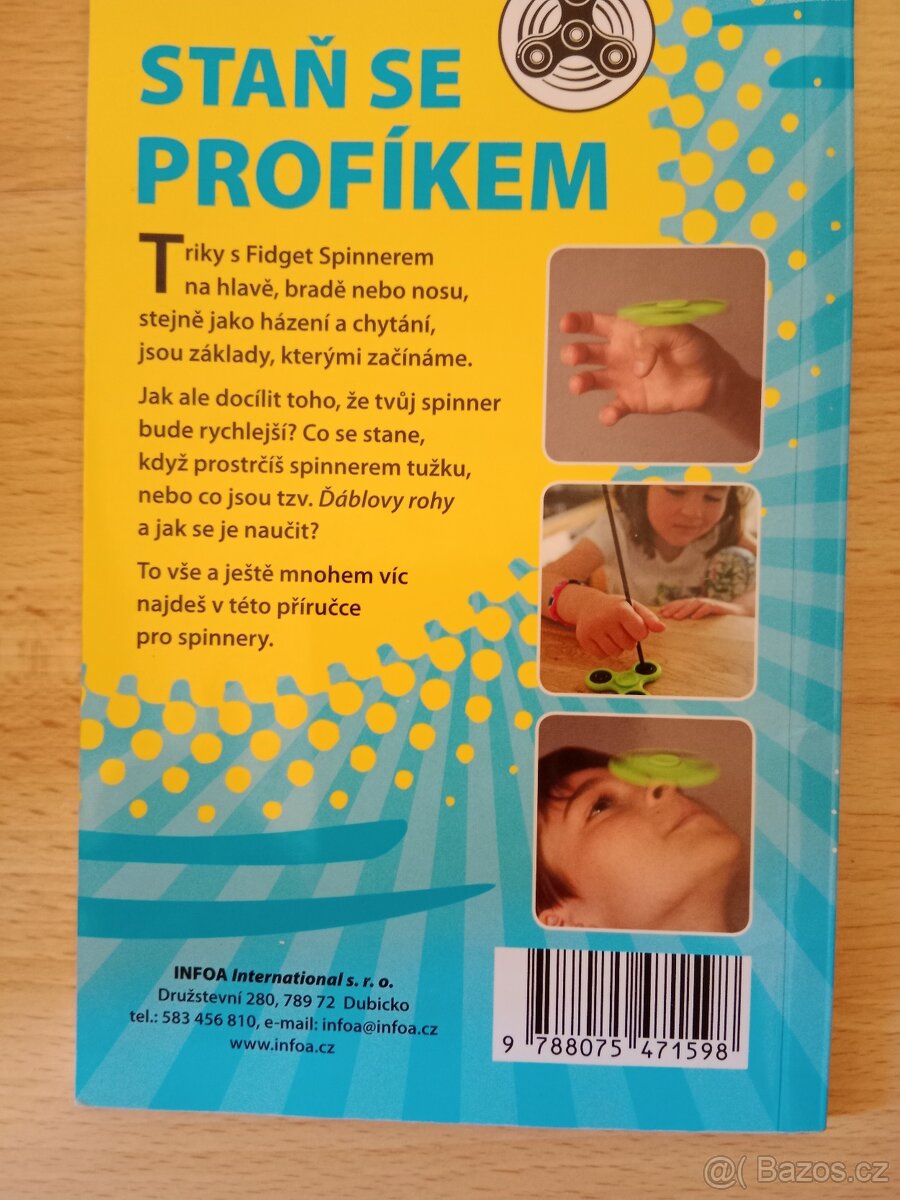 STAŇ SE
PROFÍKEM
Triky s Fidget Spinnerem
na hlavě, bradě nebo nosu,
stejně jako házení a chytání,
jsou základy, kterými začínáme.
Jak ale docílit toho, že tvůj spinner
bude rychlejší? Co se stane,
když prostrčíš spinnerem tužku,
nebo co jsou tzv. Ďáblovy rohy
a jak se je naučit?
To vše a ještě mnohem víc
najdeš v této příručce
pro spinnery.
INFOA International s. r. o.
Družstevní 280, 789 72 Dubicko
tel.: 583 456 810, e-mail: infoa@infoa.cz
www.infoa.cz
9 788075 471598
@( Bazos.cz